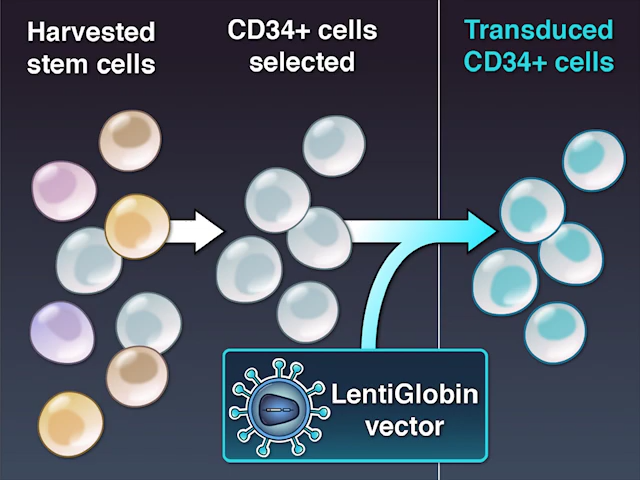 Harvested
stem cells
CD34+ cells
selected
Transduced
CD34+ cells
LentiGlobin
vector